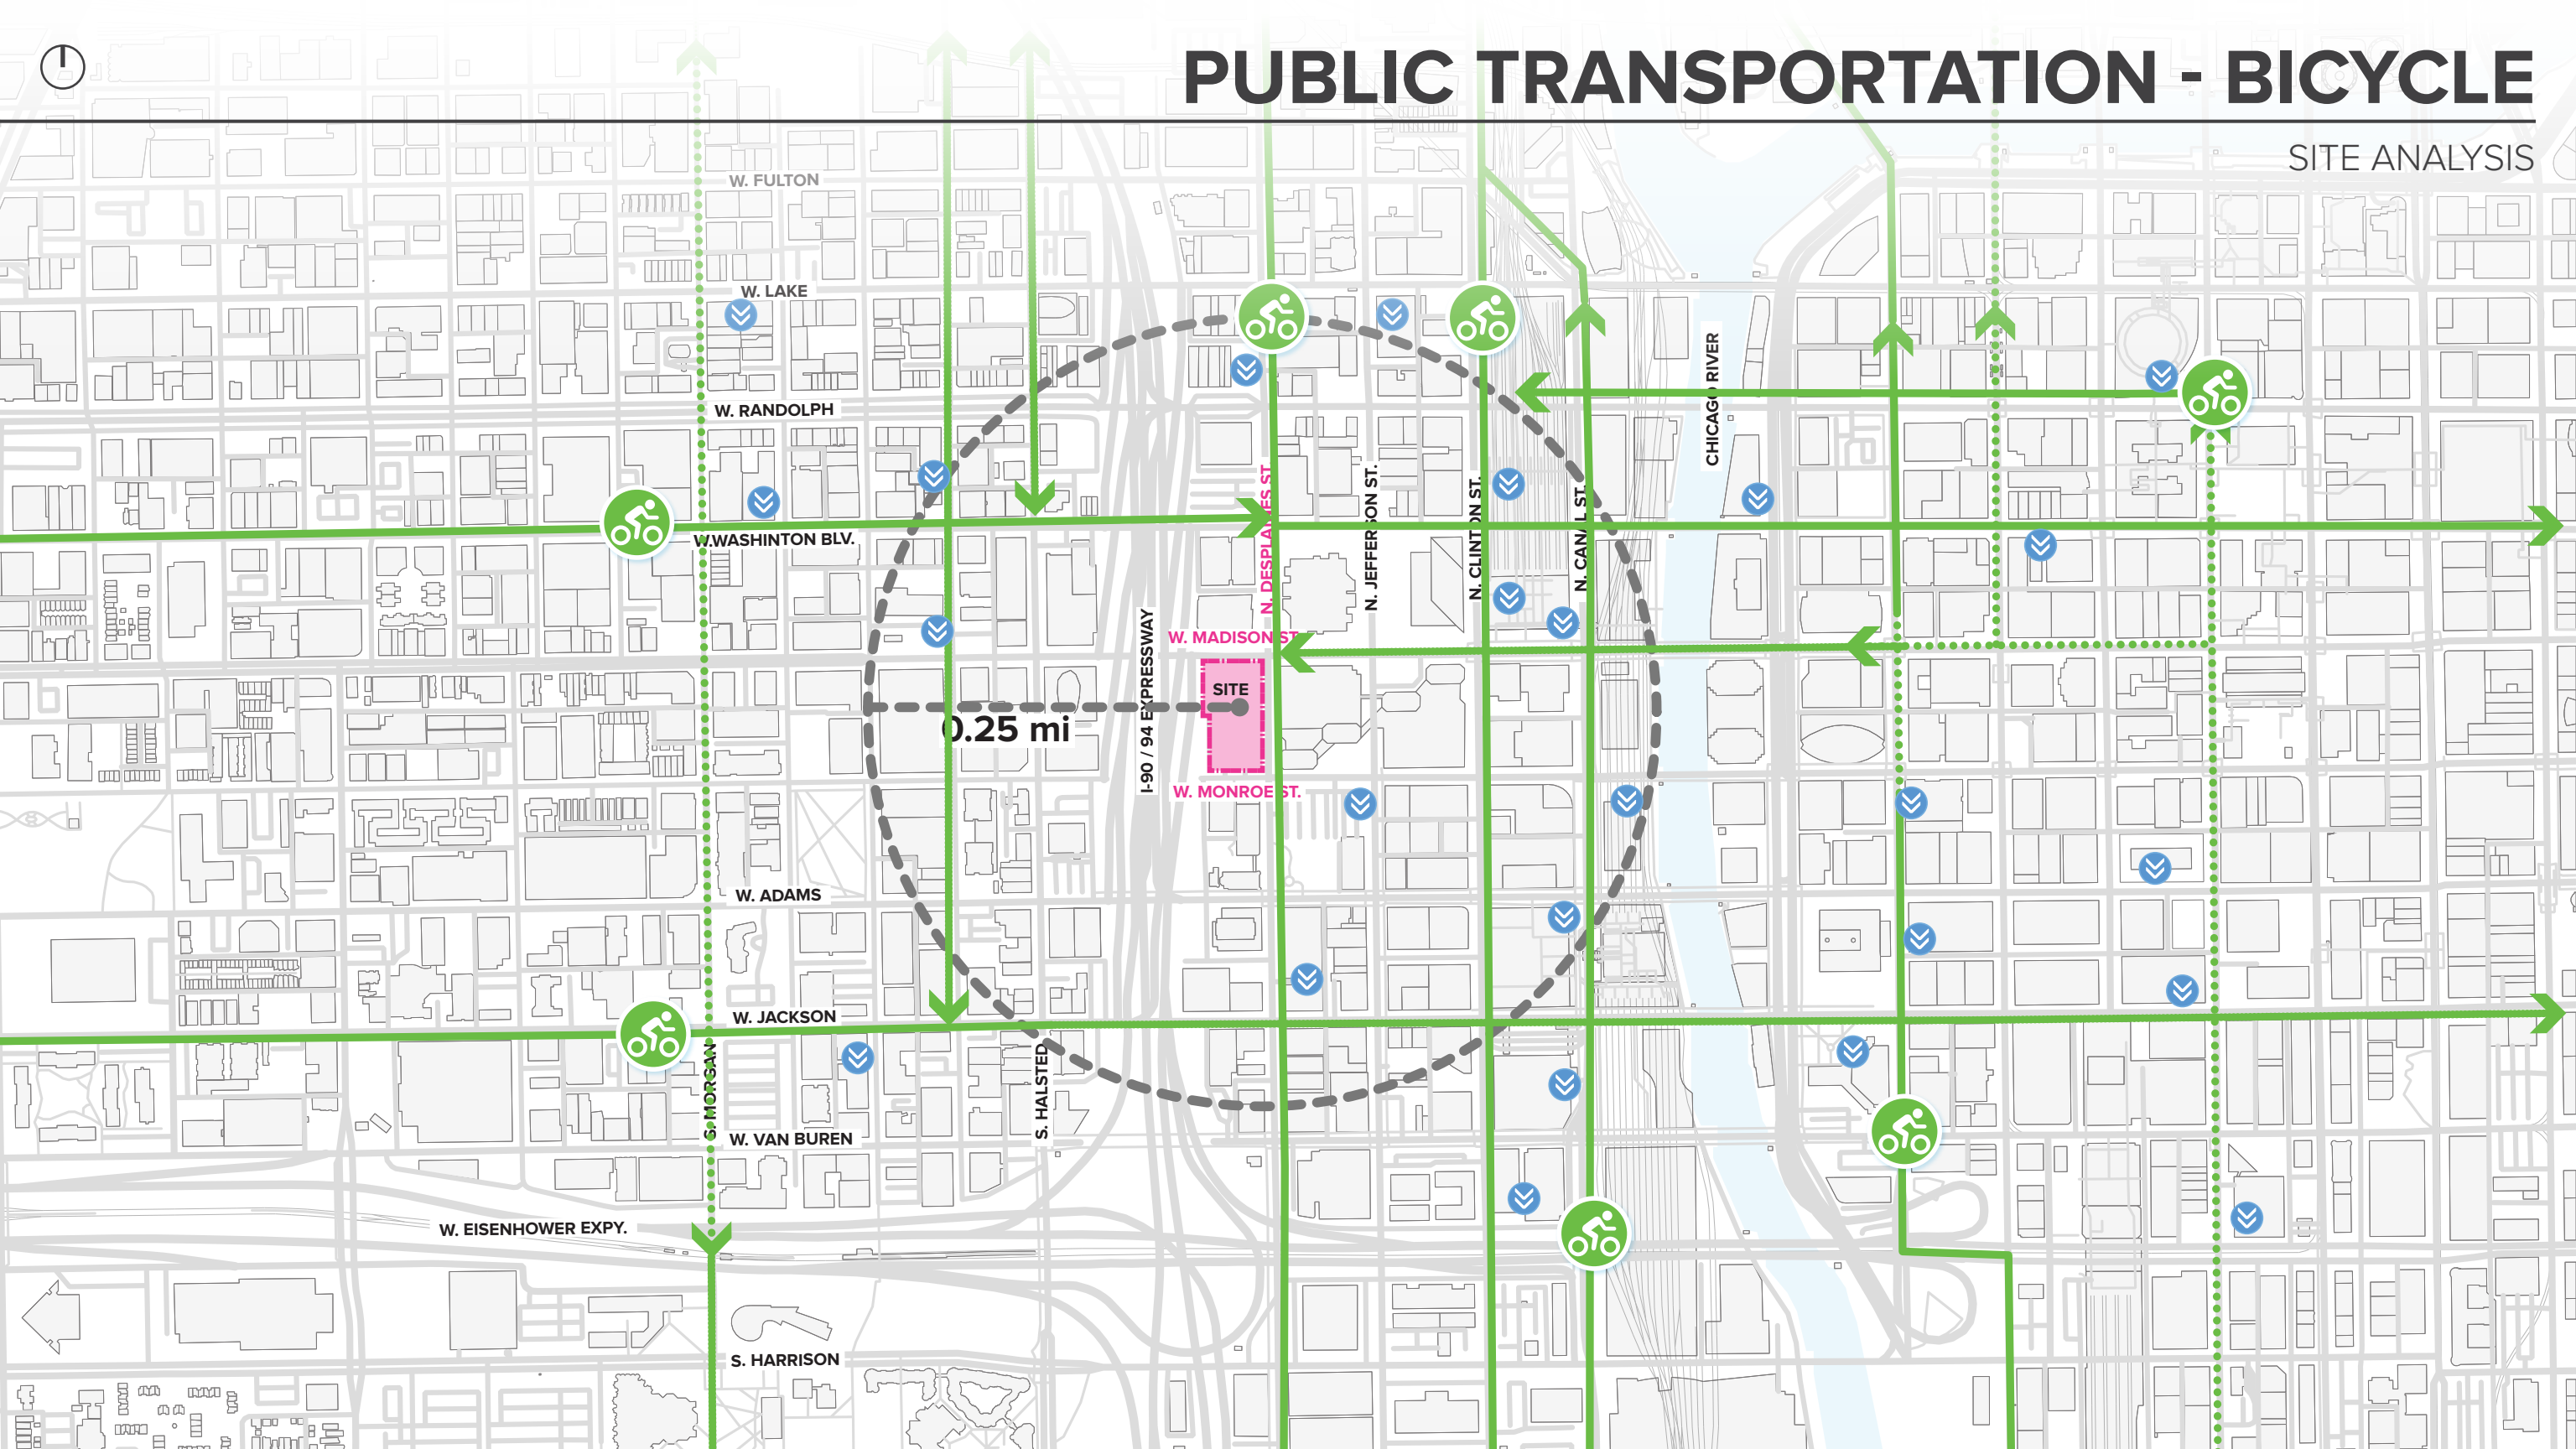 PUBLIC TRANSPORTATION - BICYCLE
SITE ANALYSIS
W. FULTON
W. LAKE
CHICAGO RIVER
W. RANDOLPH
N. DESPLAINES ST.
N. JEFFERSON ST.
N. CLINTON ST.
N. CANAL ST.
W.WASHINTON BLV.
I-90 / 94 EXPRESSWAY
W. MADISON ST.
SITE
0.25 mi
W. MONROE ST.
W. ADAMS
W. JACKSON
S. MORGAN
S. HALSTED
W. VAN BUREN
W. EISENHOWER EXPY.
S. HARRISON